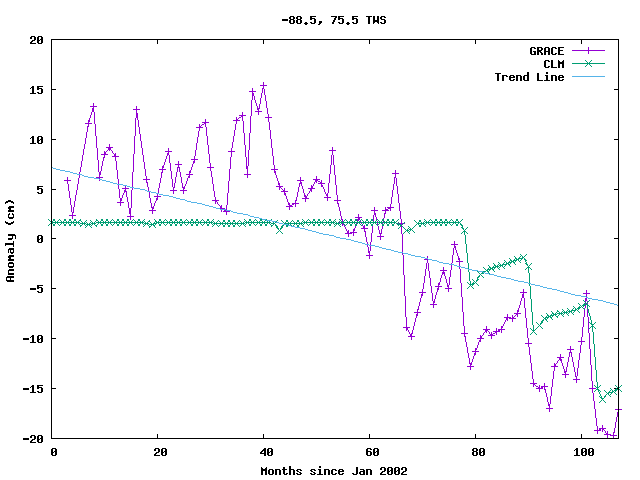 -88.5, 75.5 TWS
GRACE
CLM
Trend Line
20
15
10
5
0
-5
-10
-15
-20
Anomaly (cm)
0 20 40 60 80 100
Months since Jan 2002